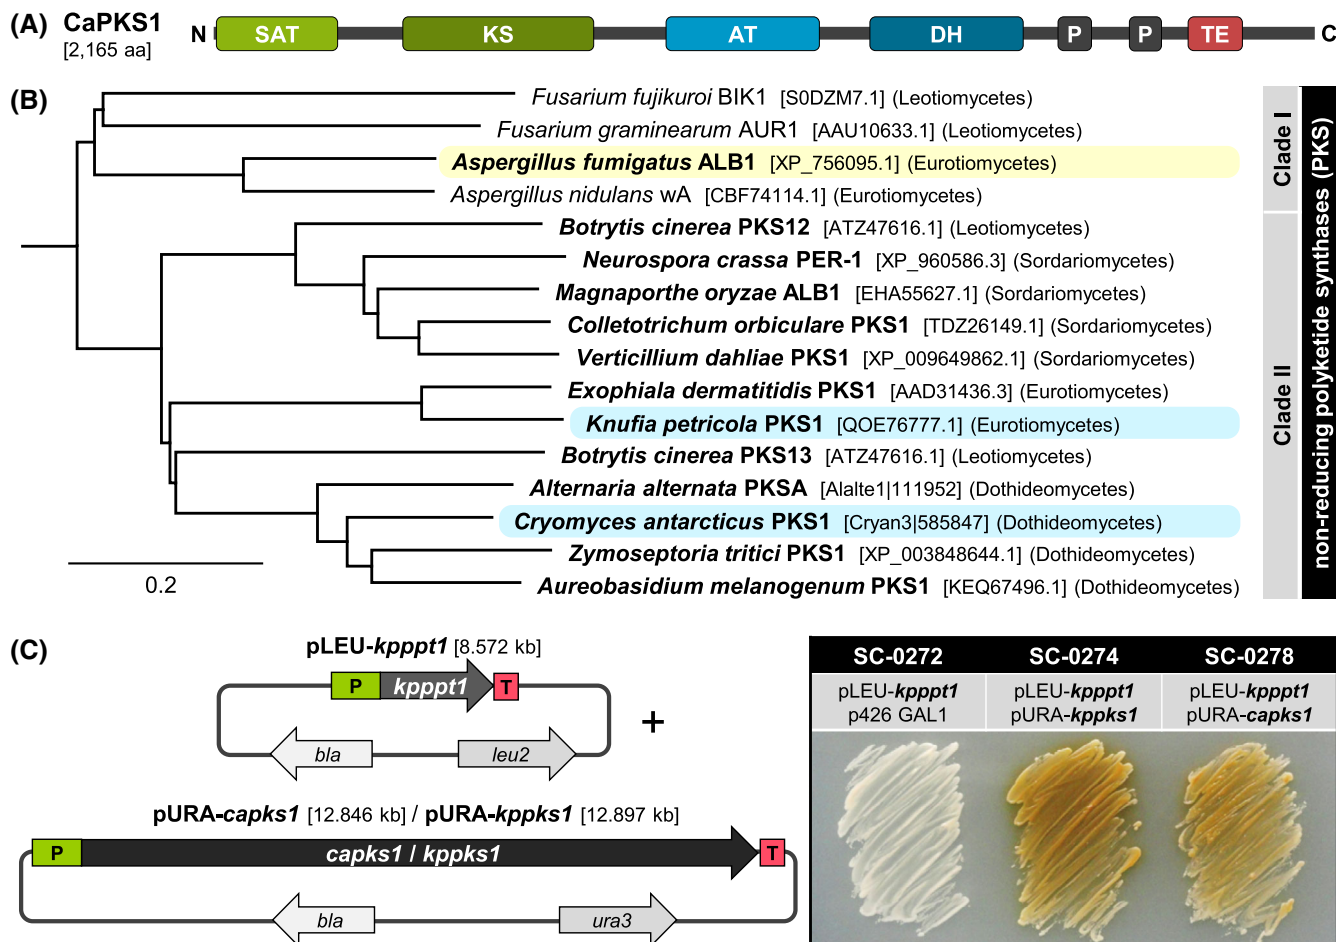 (A) CaPKS1
[2,165 aa]
N SAT KS AT DH P P TE C
(B)
Fusarium fujikuroi BIK1 [S0DZM7.1] (Leotiomycetes)
Fusarium graminearum AUR1 [AAU10633.1] (Leotiomycetes)
Aspergillus fumigatus ALB1 [XP_756095.1] (Eurotiomycetes)
Aspergillus nidulans wA [CBF74114.1] (Eurotiomycetes)
Botrytis cinerea PKS12 [ATZ47616.1] (Leotiomycetes)
Neurospora crassa PER-1 [XP_960586.3] (Sordariomycetes)
Magnaporthe oryzae ALB1 [EHA55627.1] (Sordariomycetes)
Colletotrichum orbiculare PKS1 [TDZ26149.1] (Sordariomycetes)
Verticillium dahliae PKS1 [XP_009649862.1] (Sordariomycetes)
Exophiala dermatitidis PKS1 [AAD31436.3] (Eurotiomycetes)
Knufia petricola PKS1 [QOE76777.1] (Eurotiomycetes)
Botrytis cinerea PKS13 [ATZ47616.1] (Leotiomycetes)
Alternaria alternata PKSA [Alalte1|111952] (Dothideomycetes)
Cryomyces antarcticus PKS1 [Cryan3|585847] (Dothideomycetes)
Zymoseptoria tritici PKS1 [XP_003848644.1] (Dothideomycetes)
Aureobasidium melanogenum PKS1 [KEQ67496.1] (Dothideomycetes)
0.2
Clade I
Clade II
non-reducing polyketide synthases (PKS)
(C)
pLEU-kpppt1 [8.572 kb]
P kpppt1 T
bla leu2
+
pURA-capks1 [12.846 kb] / pURA-kppks1 [12.897 kb]
P capks1 / kppks1 T
bla ura3
SC-0272 SC-0274 SC-0278
pLEU-kpppt1 pLEU-kpppt1 pLEU-kpppt1
p426 GAL1 pURA-kppks1 pURA-capks1